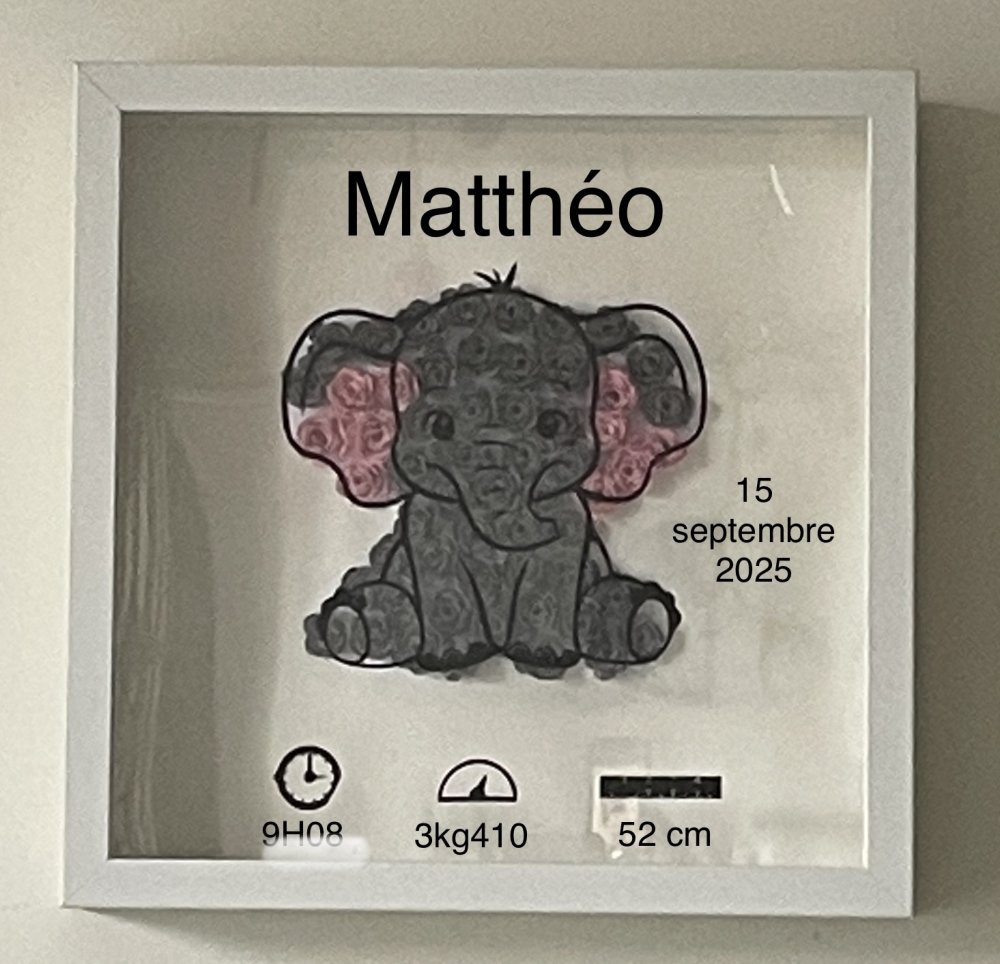 Matthéo
15
septembre
2025
9H08
3kg410
52 cm